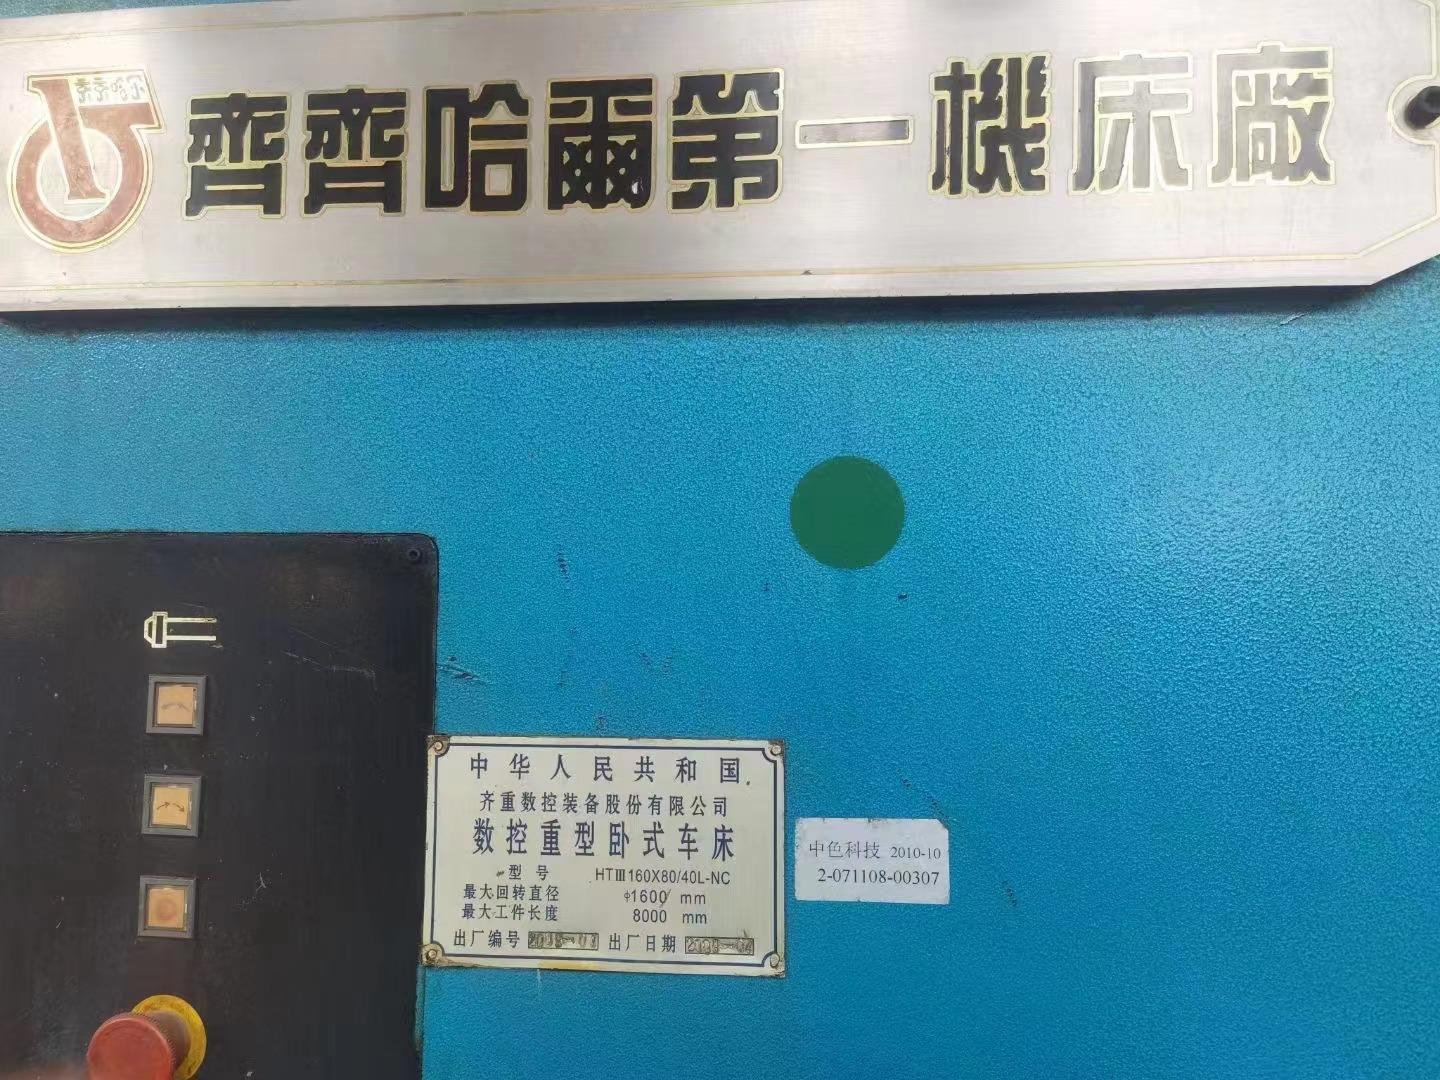 齊齊哈爾第一機床廠
中华人民共和国
齐重数控装备股份有限公司
数控重型卧式车床
型号 HTⅢ160X80/40L-NC
最大回转直径 φ1600 mm
最大工件长度 8000 mm
出厂编号 出厂日期
中色科技 2010-10
2-071108-00307